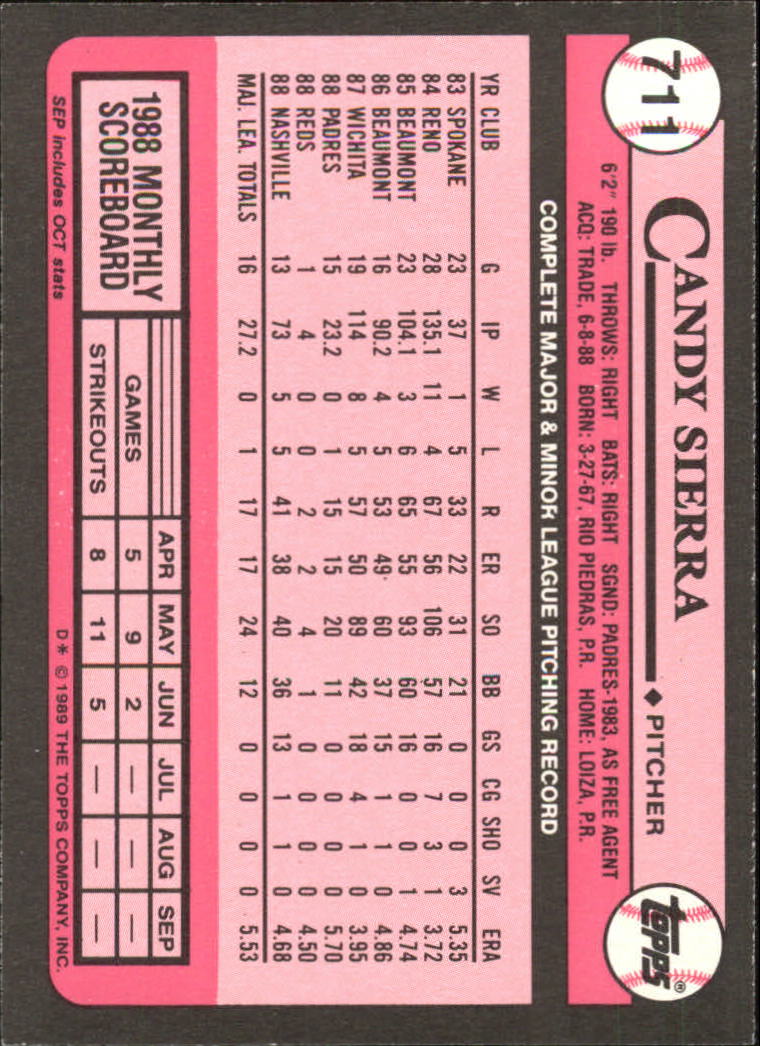 711
CANDY SIERRA ◆ PITCHER
topps®
6'2" 190 lb. THROWS: RIGHT BATS: RIGHT SGND: PADRES-1983, AS FREE AGENT
ACQ: TRADE, 6-8-88 BORN: 3-27-67, RIO PIEDRAS, P.R. HOME: LOIZA, P.R.
COMPLETE MAJOR & MINOR LEAGUE PITCHING RECORD
YR CLUB G IP W L R ER SO BB GS CG SHO SV ERA
83 SPOKANE 23 37 1 5 33 22 31 21 0 0 0 3 5.35
84 RENO 28 135.1 11 4 67 56 106 57 16 7 3 1 3.72
85 BEAUMONT 23 104.1 3 6 65 55 93 60 16 0 0 1 4.74
86 BEAUMONT 16 90.2 4 5 53 49 60 37 15 1 1 0 4.86
87 WICHITA 19 114 8 5 57 50 89 42 18 4 1 0 3.95
88 PADRES 15 23.2 0 1 15 15 20 11 0 0 0 0 5.70
88 REDS 1 4 0 0 2 2 4 1 0 0 0 0 4.50
88 NASHVILLE 13 73 5 5 41 38 40 36 13 1 1 0 4.68
MAJ. LEA. TOTALS 16 27.2 0 1 17 17 24 12 0 0 0 0 5.53
1988 MONTHLY
SCOREBOARD
APR MAY JUN JUL AUG SEP
GAMES 5 9 2 — — —
STRIKEOUTS 8 11 5 — — —
SEP includes OCT stats
D* © 1989 THE TOPPS COMPANY, INC.